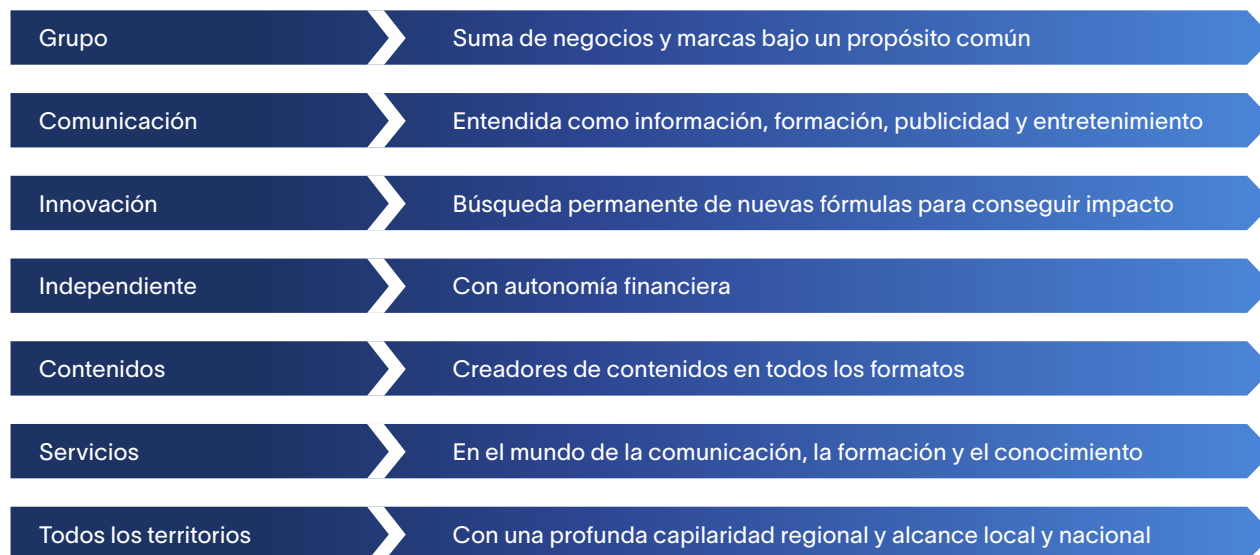 Grupo
Suma de negocios y marcas bajo un propósito común
Comunicación
Entendida como información, formación, publicidad y entretenimiento
Innovación
Búsqueda permanente de nuevas fórmulas para conseguir impacto
Independiente
Con autonomía financiera
Contenidos
Creadores de contenidos en todos los formatos
Servicios
En el mundo de la comunicación, la formación y el conocimiento
Todos los territorios
Con una profunda capilaridad regional y alcance local y nacional